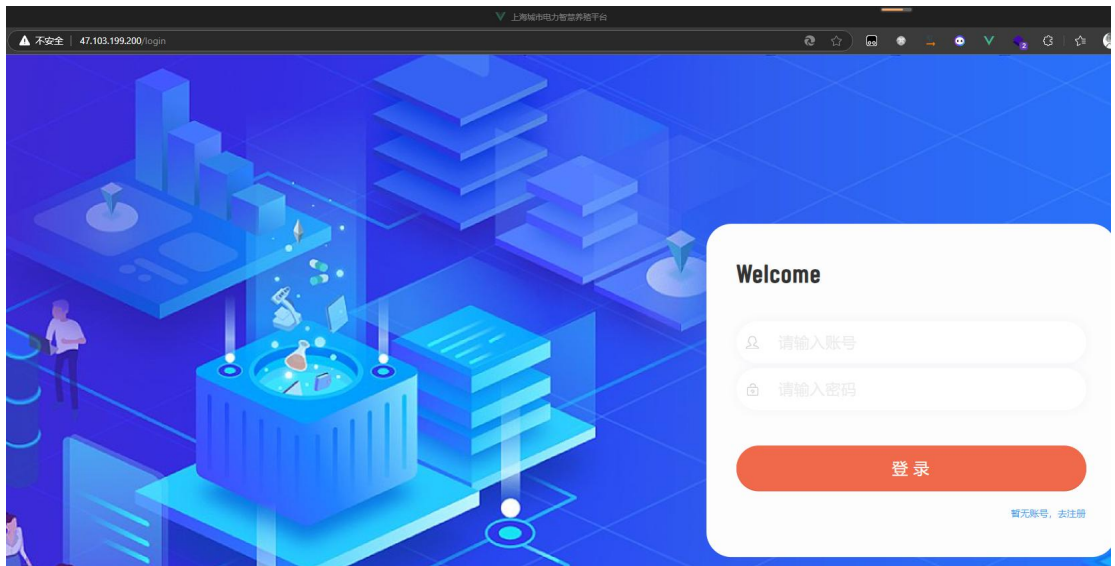 上海城市电力智慧养殖平台
不安全 47.103.199.200/login
2
Welcome
请输入账号
请输入密码
登 录
暂无账号，去注册